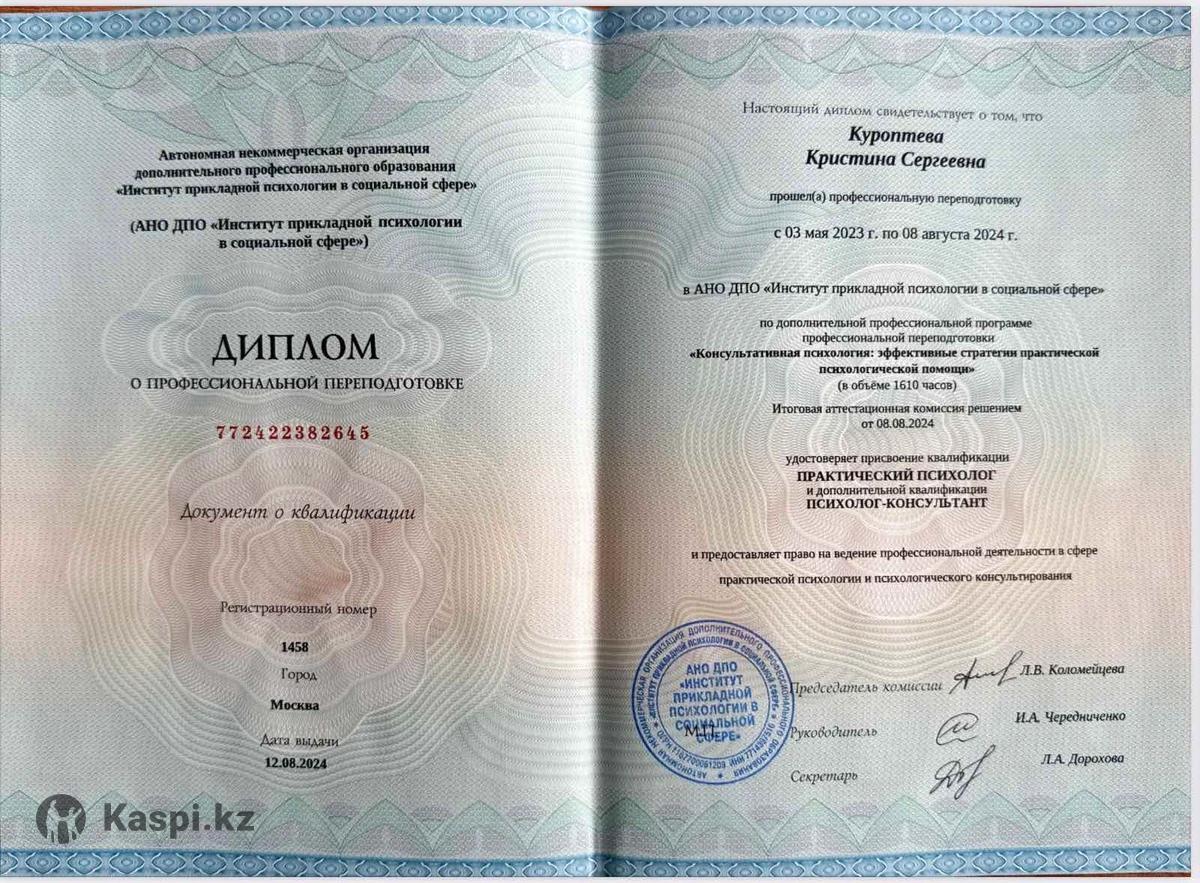 Автономная некоммерческая организация
дополнительного профессионального образования
«Институт прикладной психологии в социальной сфере»
(АНО ДПО «Институт прикладной психологии
в социальной сфере»)
ДИПЛОМ
О ПРОФЕССИОНАЛЬНОЙ ПЕРЕПОДГОТОВКЕ
772422382645
Документ о квалификации
Регистрационный номер
1458
Город
Москва
Дата выдачи
12.08.2024
Kaspi.kz
Настоящий диплом свидетельствует о том, что
Куроптева
Кристина Сергеевна
прошел(а) профессиональную переподготовку
с 03 мая 2023 г. по 08 августа 2024 г.
в АНО ДПО «Институт прикладной психологии в социальной сфере»
по дополнительной профессиональной программе
профессиональной переподготовки
«Консультативная психология: эффективные стратегии практической
психологической помощи»
(в объёме 1610 часов)
Итоговая аттестационная комиссия решением
от 08.08.2024
удостоверяет присвоение квалификации
ПРАКТИЧЕСКИЙ ПСИХОЛОГ
и дополнительной квалификации
ПСИХОЛОГ-КОНСУЛЬТАНТ
и предоставляет право на ведение профессиональной деятельности в сфере
практической психологии и психологического консультирования
АНО ДПО
«ИНСТИТУТ
ПРИКЛАДНОЙ
ПСИХОЛОГИИ В
СОЦИАЛЬНОЙ
СФЕРЕ»
М.П.
Председатель комиссии Л.В. Коломейцева
Руководитель И.А. Чередниченко
Секретарь Л.А. Дорохова